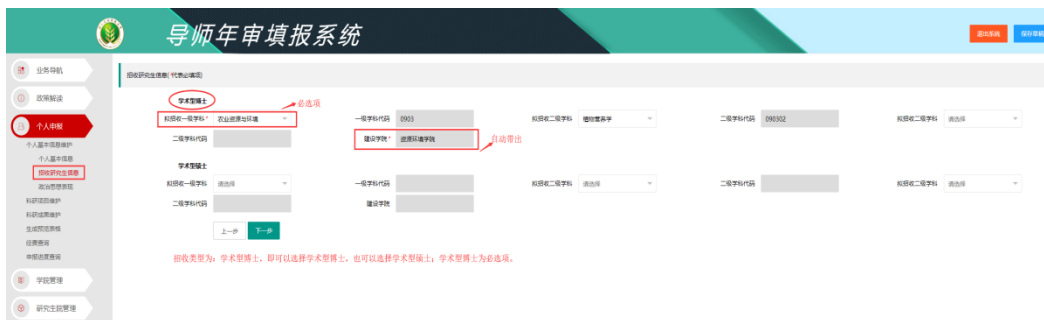 导师年审填报系统
退出系统
保存草稿
业务导航
政策解读
个人申报
个人基本信息维护
个人基本信息
招收研究生信息
政治思想表现
科研项目维护
科研成果维护
生成预览表格
经费查询
申报进度查询
学院管理
研究生院管理
招收研究生信息(*代表必填项)
学术型博士
必选项
拟招收一级学科* 农业资源与环境 一级学科代码 0903 拟招收二级学科 植物营养学 二级学科代码 090302 拟招收二级学科 请选择
二级学科代码 建设学院* 资源环境学院 自动带出
学术型硕士
拟招收一级学科 请选择 一级学科代码 拟招收二级学科 请选择 二级学科代码 拟招收二级学科 请选择
二级学科代码 建设学院
上一步 下一步
招收类型为：学术型博士，即可以选择学术型博士，也可以选择学术型硕士；学术型博士为必选项。